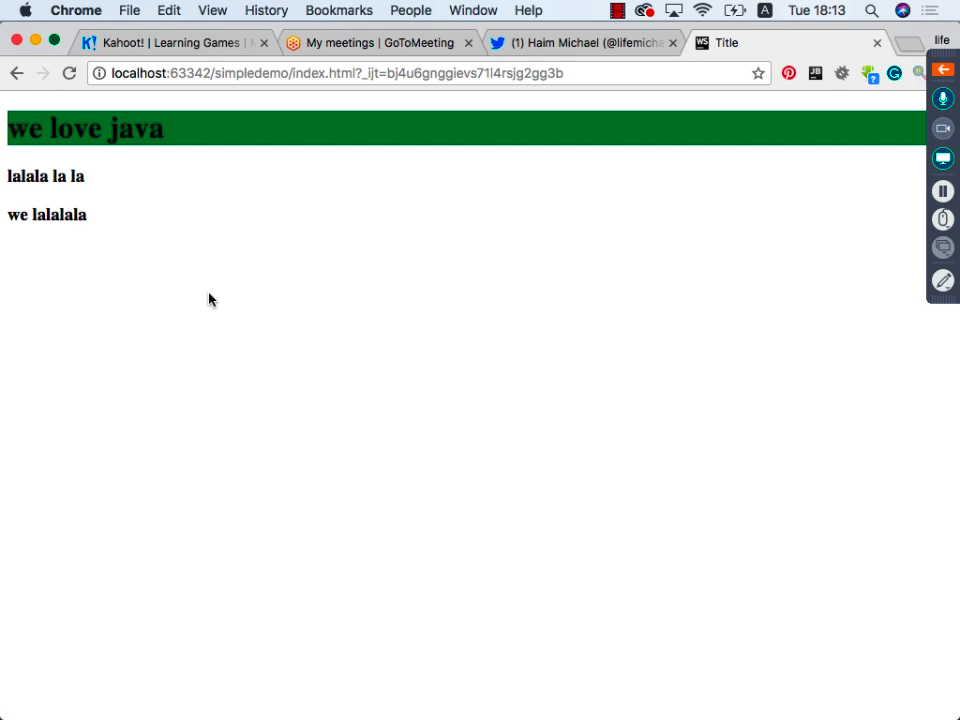 Chrome File Edit View History Bookmarks People Window Help A Tue 18:13
K! Kahoot! | Learning Games | My meetings | GoToMeeting (1) Haim Michael (@lifemicha WS Title life
localhost:63342/simpledemo/index.html?_ijt=bj4u6gnggievs71l4rsjg2gg3b JB ? G
we love java
lalala la la
we lalalala